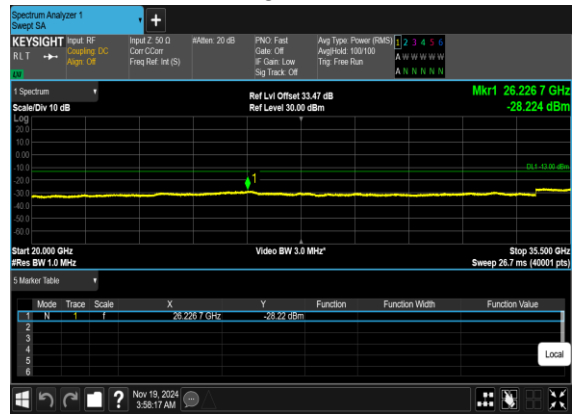 Spectrum Analyzer 1
Swept SA
+
KEYSIGHT Input: RF Input Z: 50 Ω #Atten: 20 dB PNO: Fast Avg Type: Power (RMS) 1 2 3 4 5 6
RLT Coupling: DC Corr CCorr Gate: Off Avg|Hold: 100/100 A W W W W W
Align: Off Freq Ref: Int (S) IF Gain: Low Trig: Free Run
LW Sig Track: Off A N N N N N
1 Spectrum Ref Lvl Offset 33.47 dB Mkr1 26.226 7 GHz
Scale/Div 10 dB Ref Level 30.00 dBm -28.224 dBm
Log
20.0
10.0
0.00
-10.0 DL1 -13.00 dBm
-20.0 1
-30.0
-40.0
-50.0
-60.0
Start 20.000 GHz Video BW 3.0 MHz* Stop 35.500 GHz
#Res BW 1.0 MHz Sweep 26.7 ms (40001 pts)
5 Marker Table
Mode Trace Scale X Y Function Function Width Function Value
1 N 1 f 26.226 7 GHz -28.22 dBm
2
3
4
5
6
Local
? Nov 19, 2024
3:58:17 AM